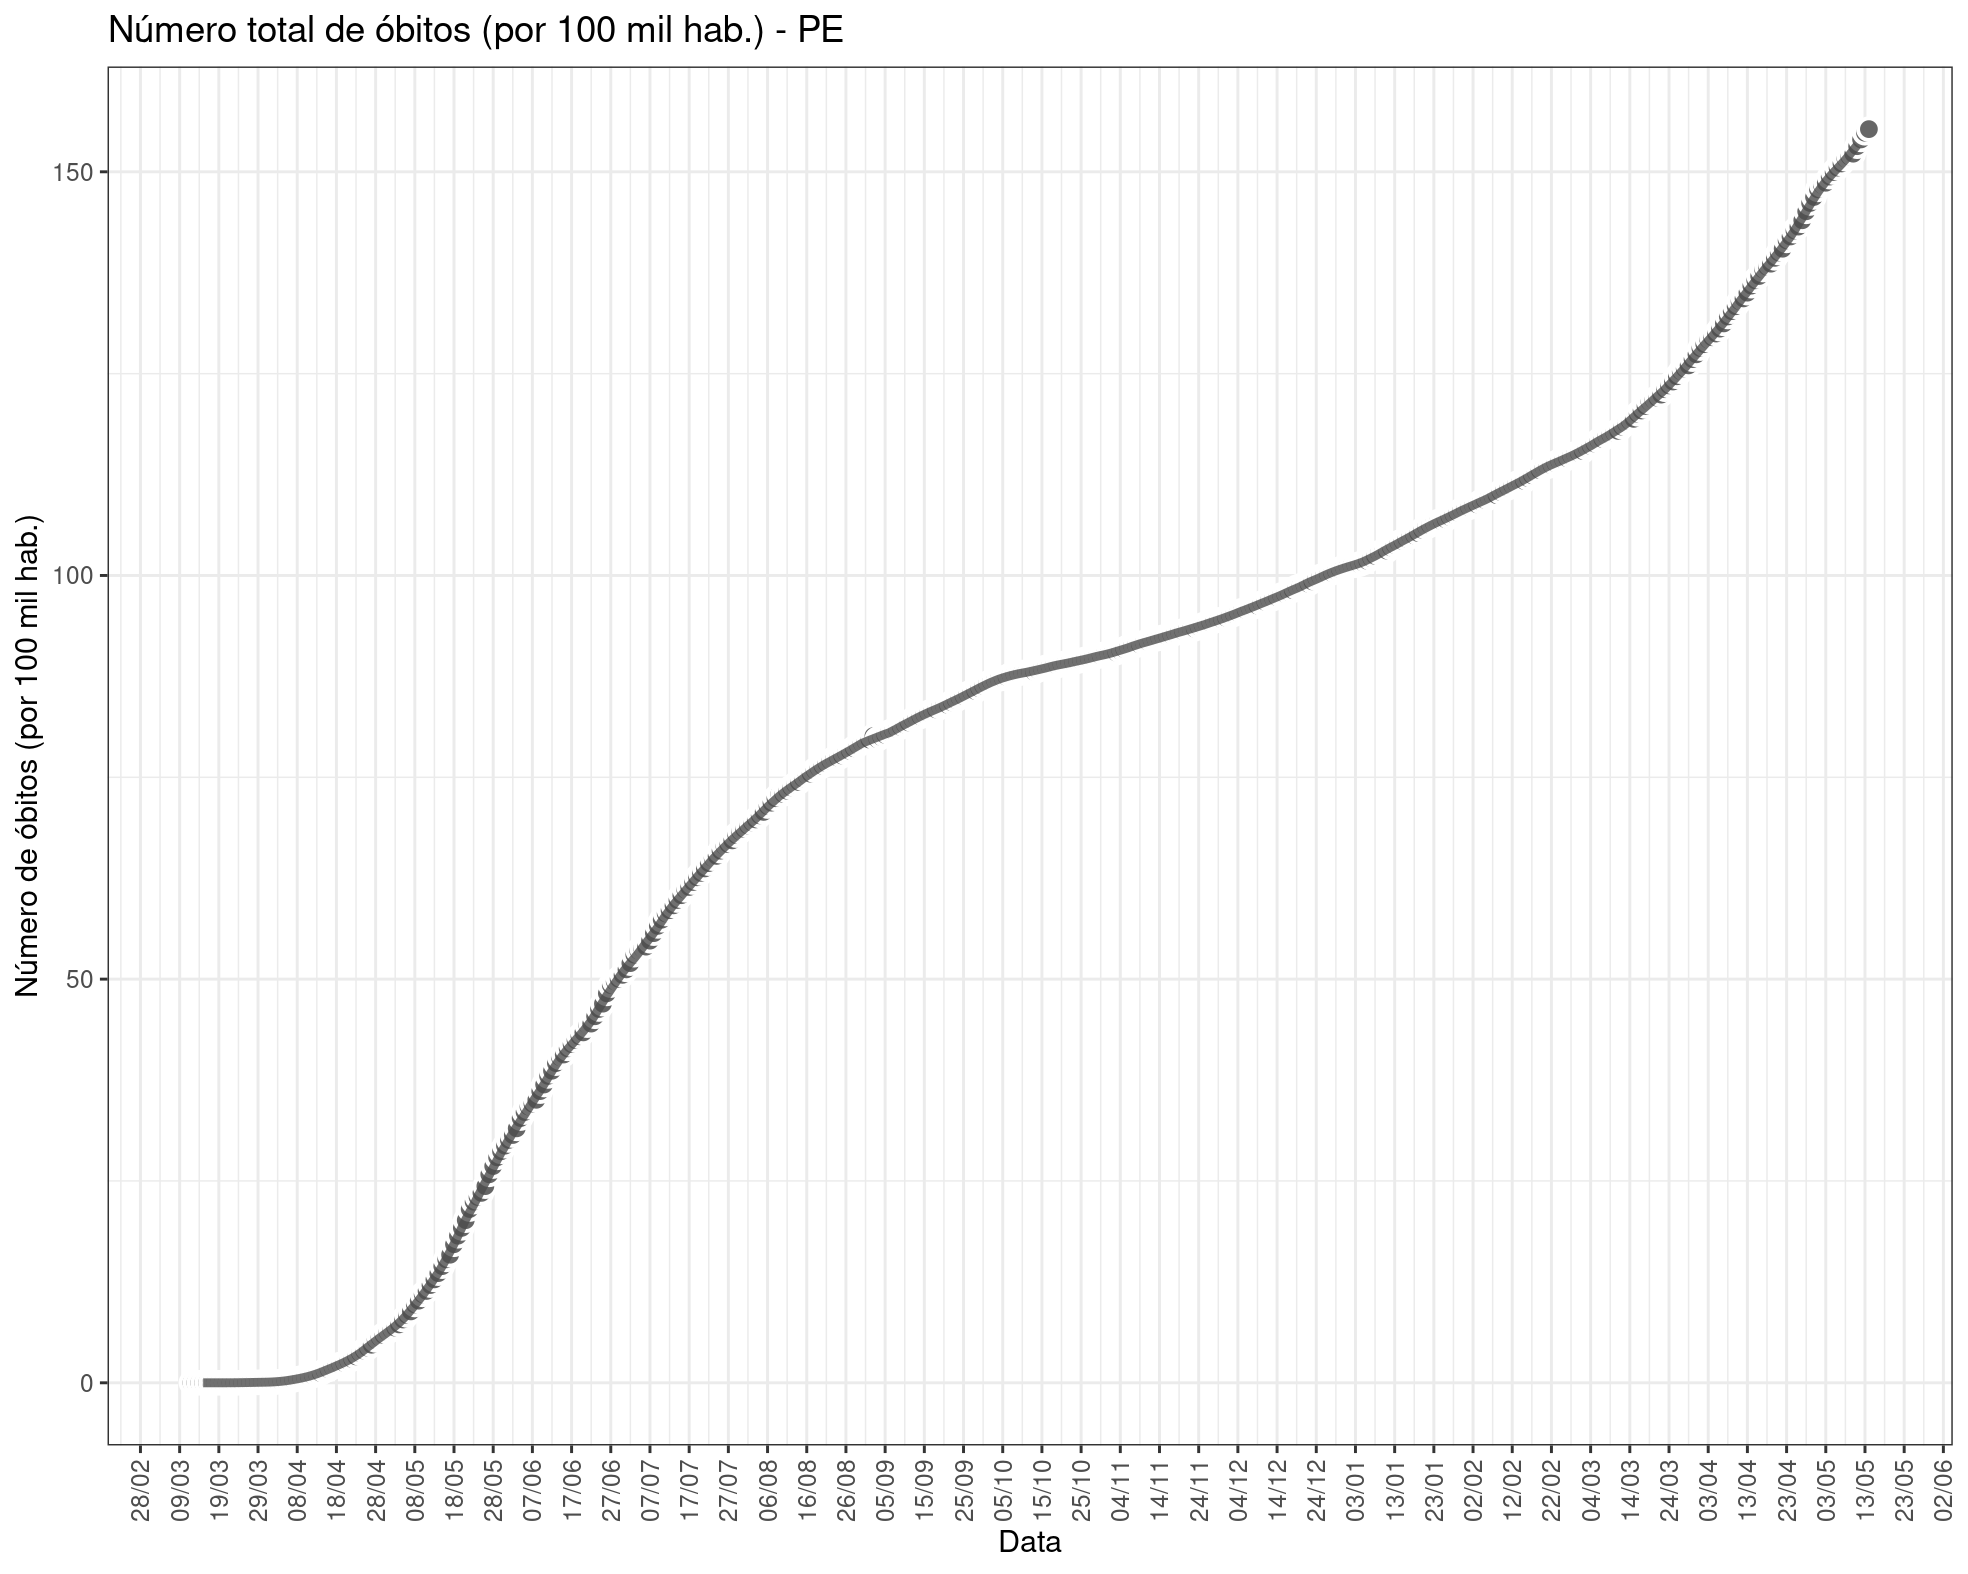 Número total de óbitos (por 100 mil hab.) - PE
Número de óbitos (por 100 mil hab.)
150
100
50
0
28/02 09/03 19/03 29/03 08/04 18/04 28/04 08/05 18/05 28/05 07/06 17/06 27/06 07/07 17/07 27/07 06/08 16/08 26/08 05/09 15/09 25/09 05/10 15/10 25/10 04/11 14/11 24/11 04/12 14/12 24/12 03/01 13/01 23/01 02/02 12/02 22/02 04/03 14/03 24/03 03/04 13/04 23/04 03/05 13/05 23/05 02/06
Data